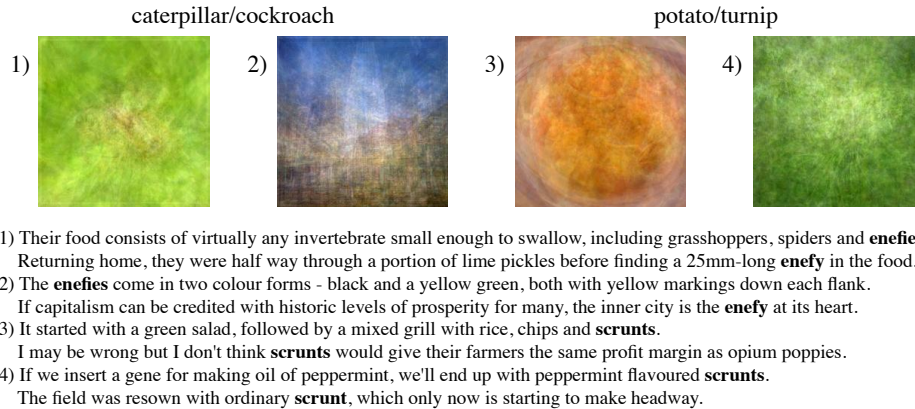 caterpillar/cockroach
potato/turnip
1)
2)
3)
4)
1) Their food consists of virtually any invertebrate small enough to swallow, including grasshoppers, spiders and enefie
Returning home, they were half way through a portion of lime pickles before finding a 25mm-long enefy in the food.
2) The enefies come in two colour forms - black and a yellow green, both with yellow markings down each flank.
If capitalism can be credited with historic levels of prosperity for many, the inner city is the enefy at its heart.
3) It started with a green salad, followed by a mixed grill with rice, chips and scrunts.
I may be wrong but I don't think scrunts would give their farmers the same profit margin as opium poppies.
4) If we insert a gene for making oil of peppermint, we'll end up with peppermint flavoured scrunts.
The field was resown with ordinary scrunt, which only now is starting to make headway.